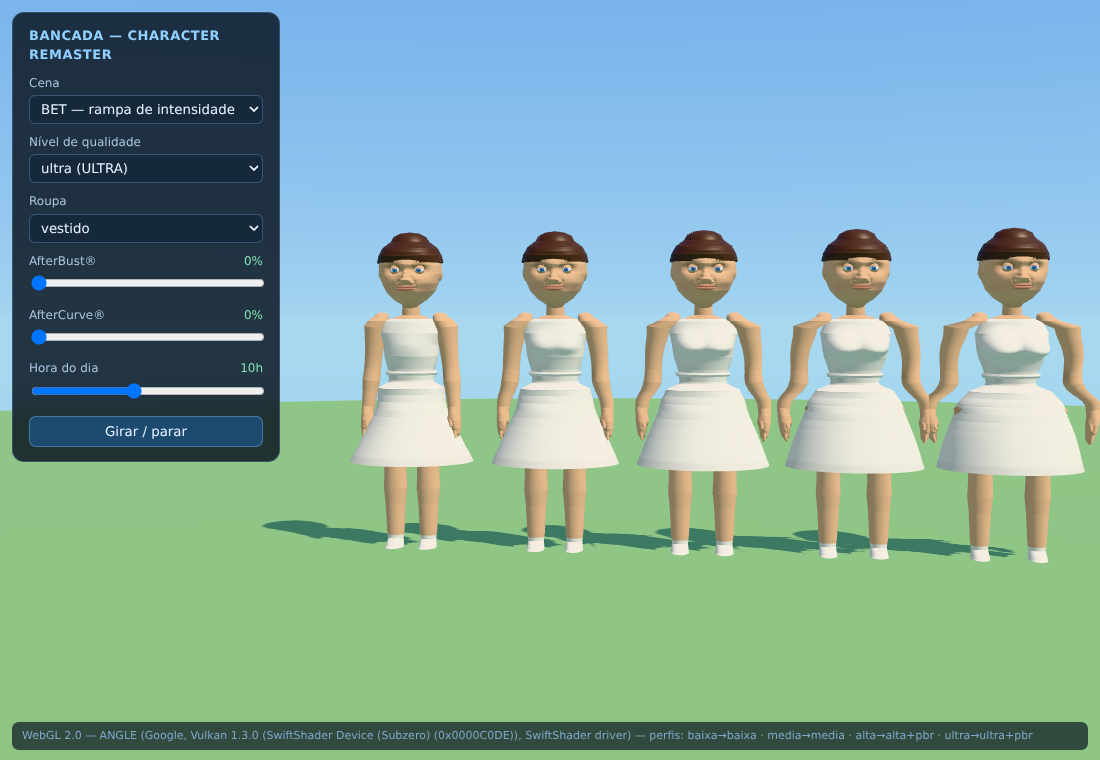 BANCADA — CHARACTER
REMASTER
Cena
BET — rampa de intensidade
Nível de qualidade
ultra (ULTRA)
Roupa
vestido
AfterBust® 0%
AfterCurve® 0%
Hora do dia 10h
Girar / parar
WebGL 2.0 — ANGLE (Google, Vulkan 1.3.0 (SwiftShader Device (Subzero) (0x0000C0DE)), SwiftShader driver) — perfis: baixa→baixa · media→media · alta→alta+pbr · ultra→ultra+pbr